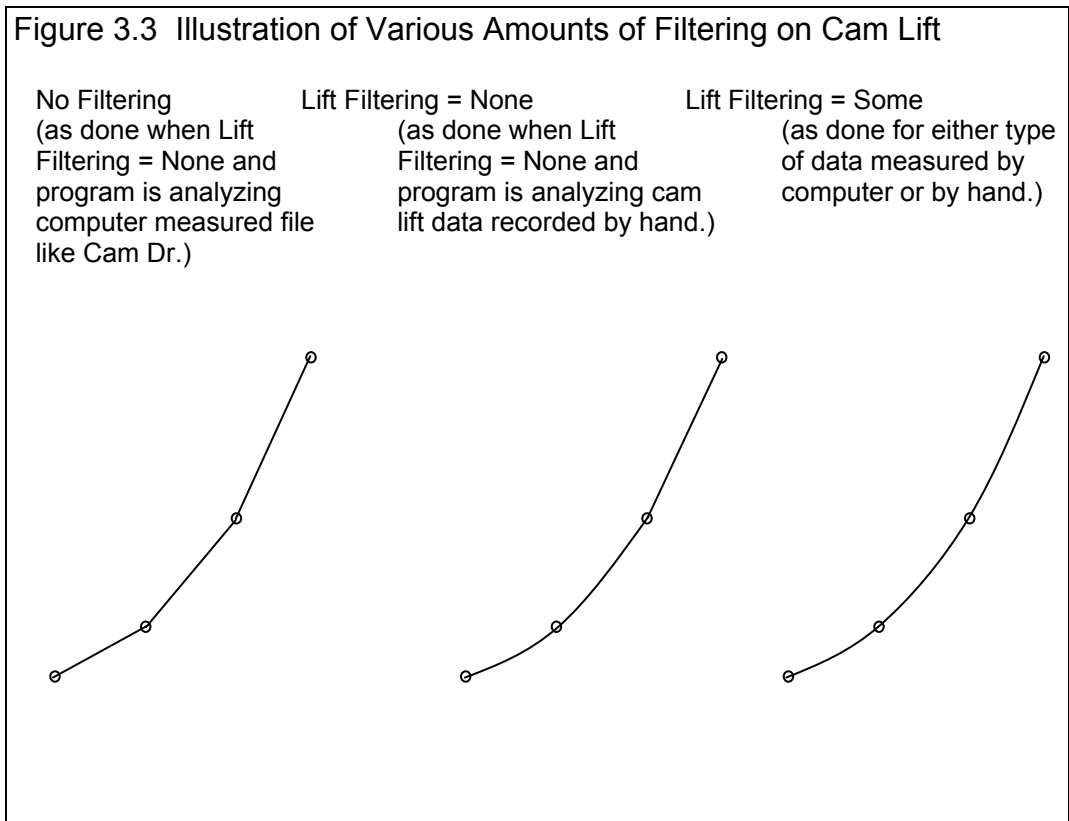 Figure 3.3 Illustration of Various Amounts of Filtering on Cam Lift
No Filtering
(as done when Lift
Filtering = None and
program is analyzing
computer measured file
like Cam Dr.)
Lift Filtering = None
(as done when Lift
Filtering = None and
program is analyzing cam
lift data recorded by hand.)
Lift Filtering = Some
(as done for either type
of data measured by
computer or by hand.)